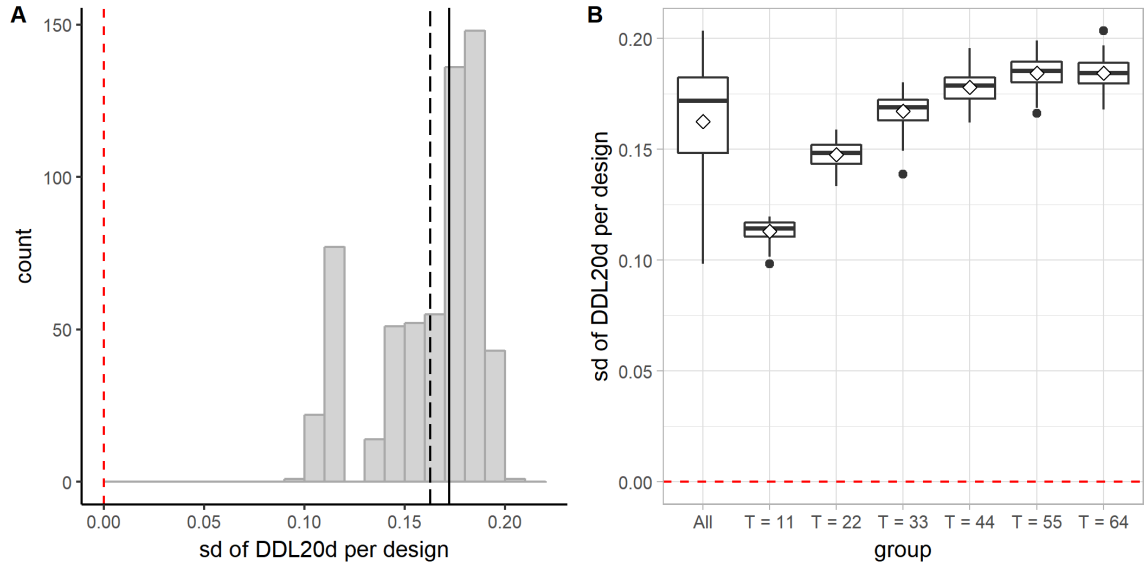 A
150
100
50
0
count
0.00
0.05
0.10
0.15
0.20
sd of DDL20d per design
B
0.20
0.15
0.10
0.05
0.00
sd of DDL20d per design
All
T = 11
T = 22
T = 33
T = 44
T = 55
T = 64
group